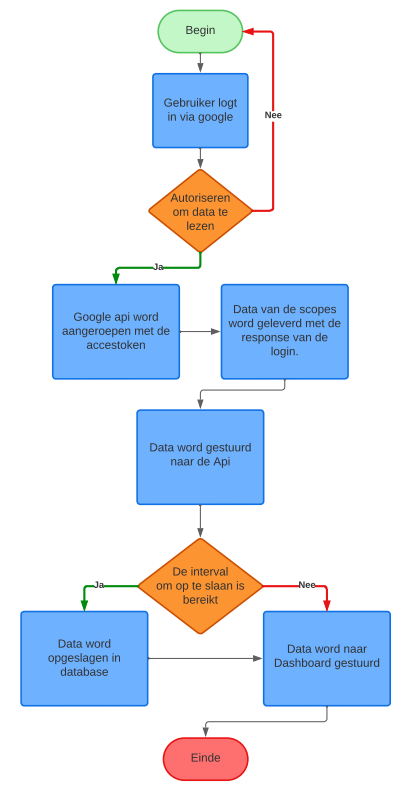 Begin
Gebruiker logt
in via google
Nee
Autoriseren
om data te
lezen
Ja
Google api word
aangeroepen met de
accestoken
Data van de scopes
word geleverd met de
response van de
login.
Data word gestuurd
naar de Api
De interval
om op te slaan is
bereikt
Ja
Nee
Data word
opgeslagen in
database
Data word naar
Dashboard gestuurd
Einde